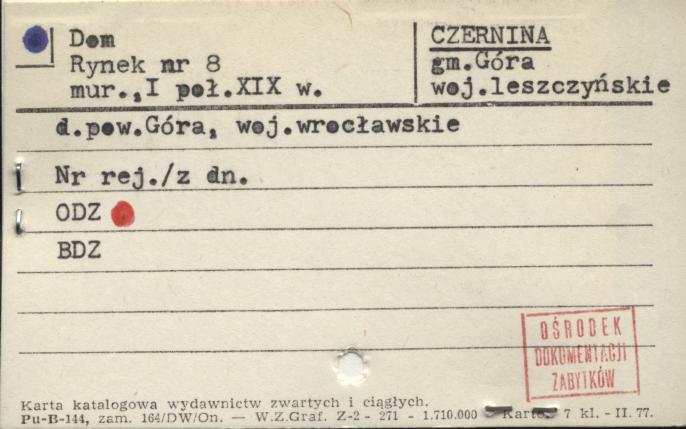 Dom
Rynek nr 8
mur.,I poł.XIX w.
CZERNINA
gm.Góra
woj.leszczyńskie
d.pow.Góra, woj.wrocławskie
Nr rej./z dn.
ODZ
BDZ
OŚRODEK
DOKUMENTACJI
ZABYTKÓW
Karta katalogowa wydawnictw zwartych i ciągłych.
Pu-B-144, zam. 164/DW/On. — W.Z.Graf. Z-2 - 271 - 1.710.000 Karto. 7 kl. - II. 77.